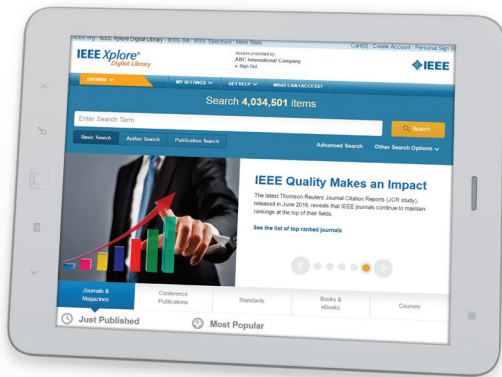 IEEE.org | IEEE Xplore Digital Library | IEEE-SA | IEEE Spectrum | More Sites
Cart(0) | Create Account | Personal Sign In
IEEE Xplore®
Digital Library
Access provided by:
ABC International Company
Sign Out
IEEE
BROWSE
MY SETTINGS
GET HELP
WHAT CAN I ACCESS?
Search 4,034,501 items
Enter Search Term
Search
Basic Search
Author Search
Publication Search
Advanced Search
Other Search Options
IEEE Quality Makes an Impact
The latest Thomson Reuters Journal Citation Reports (JCR study),
released in June 2016, reveals that IEEE journals continue to maintain
rankings at the top of their fields.
See the list of top ranked journals
Journals &
Magazines
Conference
Publications
Standards
Books &
eBooks
Courses
Just Published
Most Popular